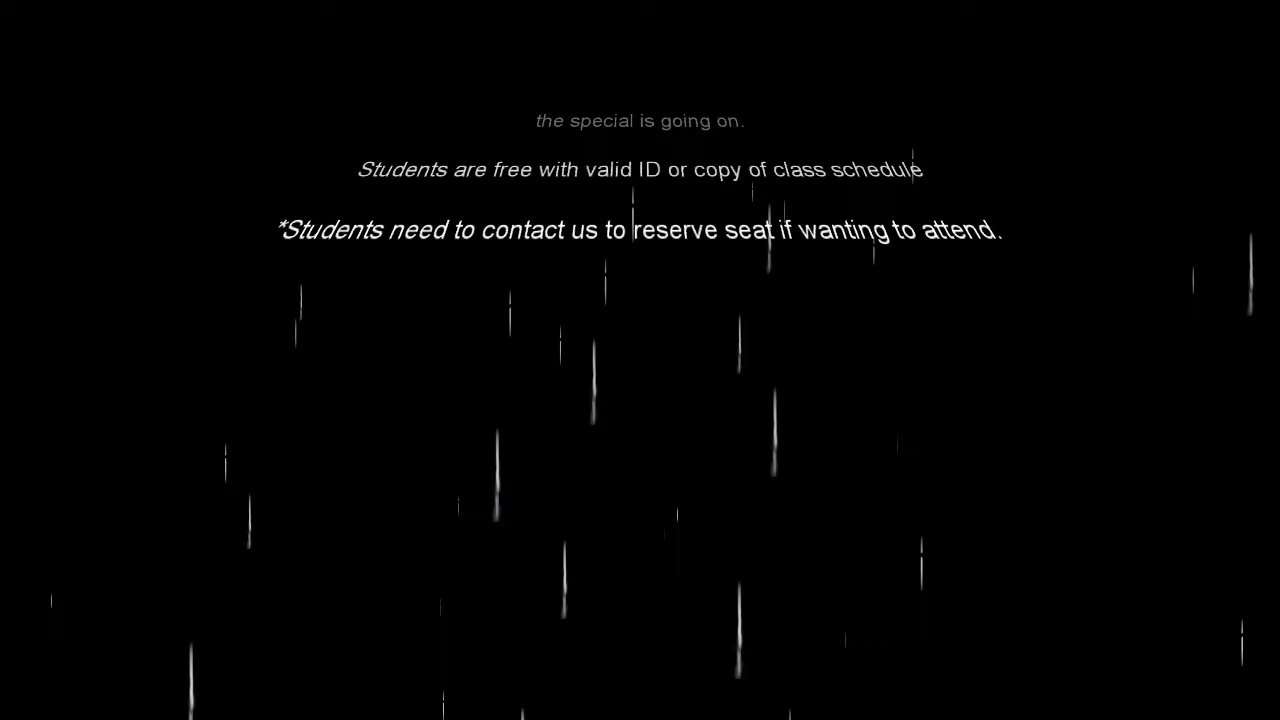 the special is going on.
Students are free with valid ID or copy of class schedule
*Students need to contact us to reserve seat if wanting to attend.